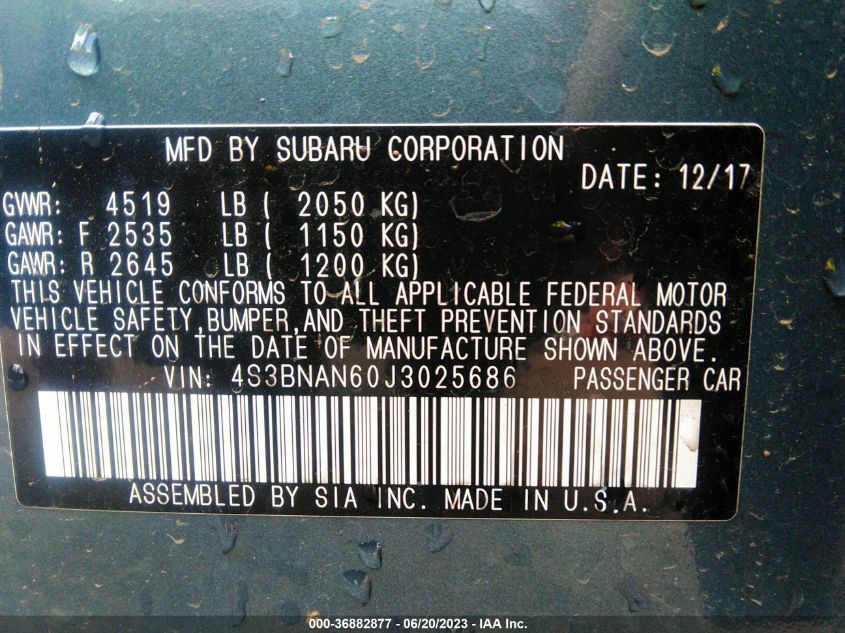 MFD BY SUBARU CORPORATION
DATE: 12/17
GVWR: 4519 LB ( 2050 KG)
GAWR: F 2535 LB ( 1150 KG)
GAWR: R 2645 LB ( 1200 KG)
THIS VEHICLE CONFORMS TO ALL APPLICABLE FEDERAL MOTOR
VEHICLE SAFETY,BUMPER,AND THEFT PREVENTION STANDARDS
IN EFFECT ON THE DATE OF MANUFACTURE SHOWN ABOVE.
VIN: 4S3BNAN60J3025686 PASSENGER CAR
ASSEMBLED BY SIA INC. MADE IN U.S.A.
000-36882877 - 06/20/2023 - IAA Inc.